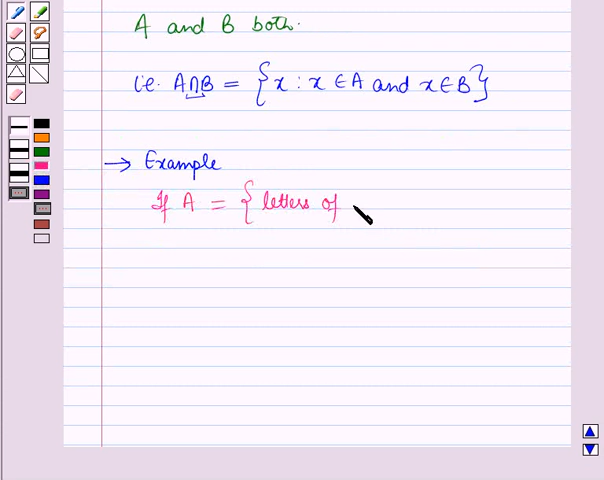 A and B both.
i.e. A∩B = {x : x ∈ A and x ∈ B}
→ Example
If A = { letters of